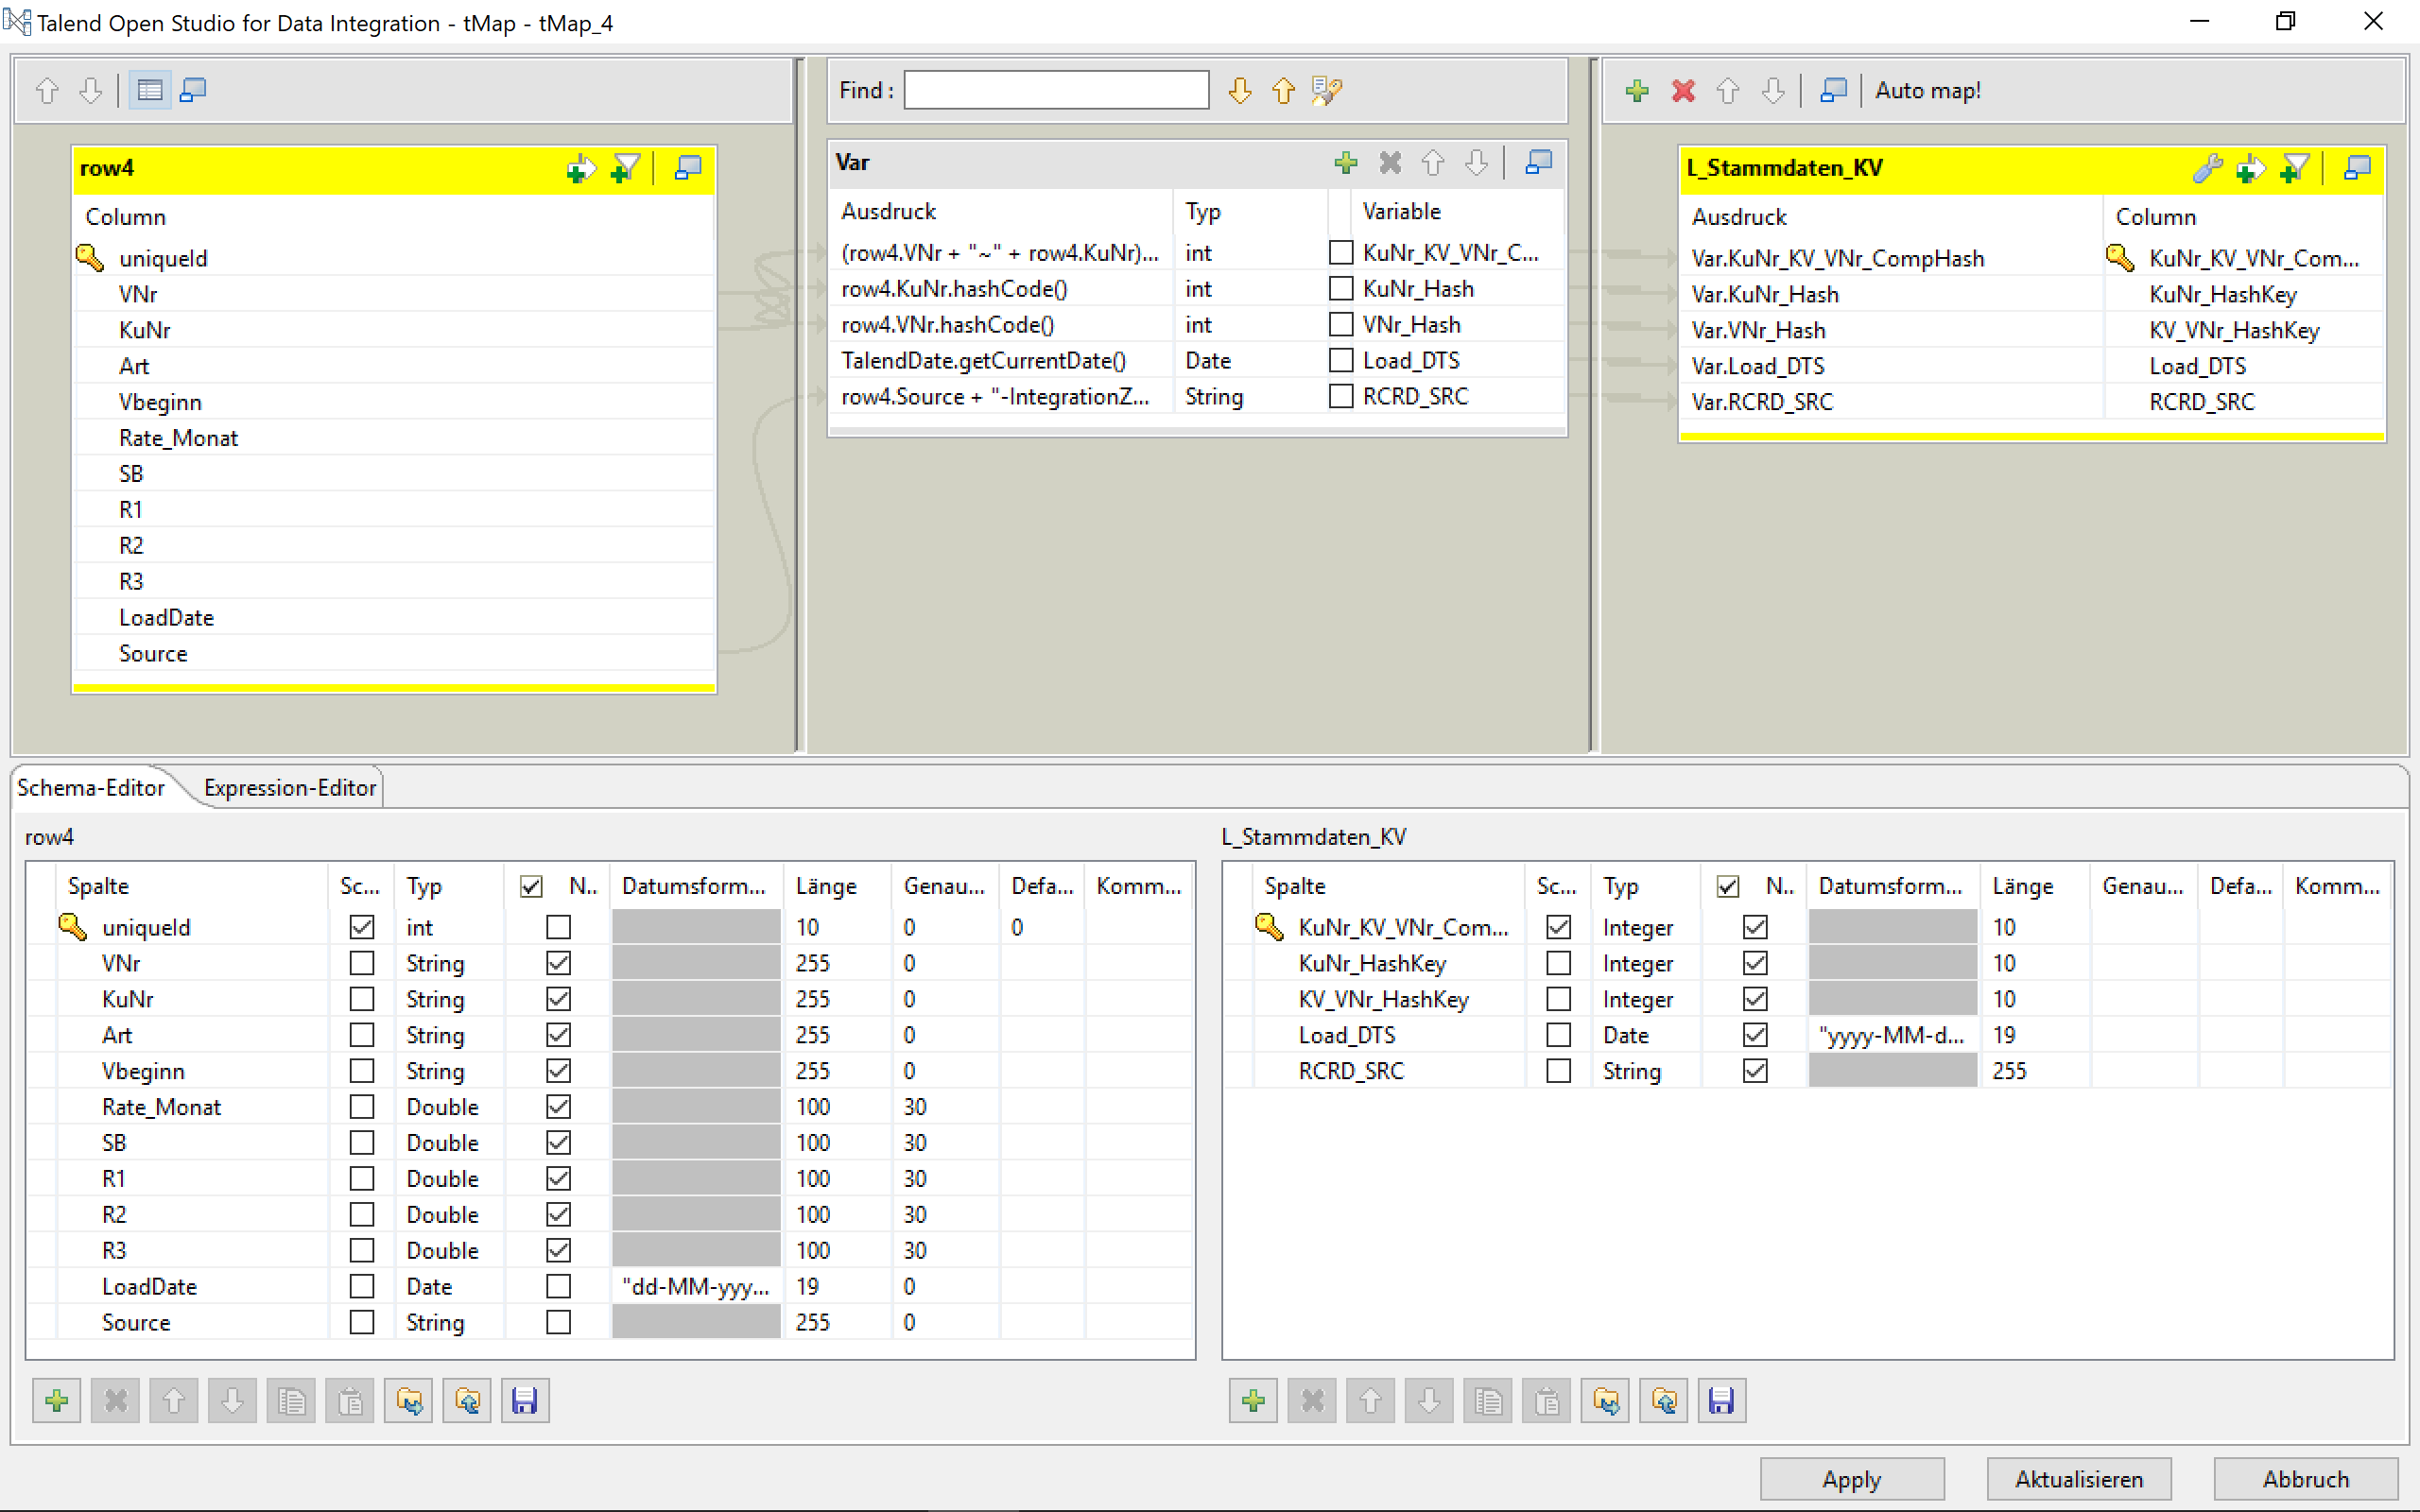 Talend Open Studio for Data Integration - tMap - tMap_4
Find :
Auto map!
row4
Column
uniqueId
VNr
KuNr
Art
Vbeginn
Rate_Monat
SB
R1
R2
R3
LoadDate
Source
Var
Ausdruck Typ Variable
(row4.VNr + "~" + row4.KuNr)... int KuNr_KV_VNr_C...
row4.KuNr.hashCode() int KuNr_Hash
row4.VNr.hashCode() int VNr_Hash
TalendDate.getCurrentDate() Date Load_DTS
row4.Source + "-IntegrationZ... String RCRD_SRC
L_Stammdaten_KV
Ausdruck Column
Var.KuNr_KV_VNr_CompHash KuNr_KV_VNr_Com...
Var.KuNr_Hash KuNr_HashKey
Var.VNr_Hash KV_VNr_HashKey
Var.Load_DTS Load_DTS
Var.RCRD_SRC RCRD_SRC
Schema-Editor Expression-Editor
row4
Spalte Sc... Typ N.. Datumsform... Länge Genau... Defa... Komm...
uniqueId int 10 0 0
VNr String 255 0
KuNr String 255 0
Art String 255 0
Vbeginn String 255 0
Rate_Monat Double 100 30
SB Double 100 30
R1 Double 100 30
R2 Double 100 30
R3 Double 100 30
LoadDate Date "dd-MM-yyy... 19 0
Source String 255 0
L_Stammdaten_KV
Spalte Sc... Typ N.. Datumsform... Länge Genau... Defa... Komm...
KuNr_KV_VNr_Com... Integer 10
KuNr_HashKey Integer 10
KV_VNr_HashKey Integer 10
Load_DTS Date "yyyy-MM-d... 19
RCRD_SRC String 255
Apply Aktualisieren Abbruch